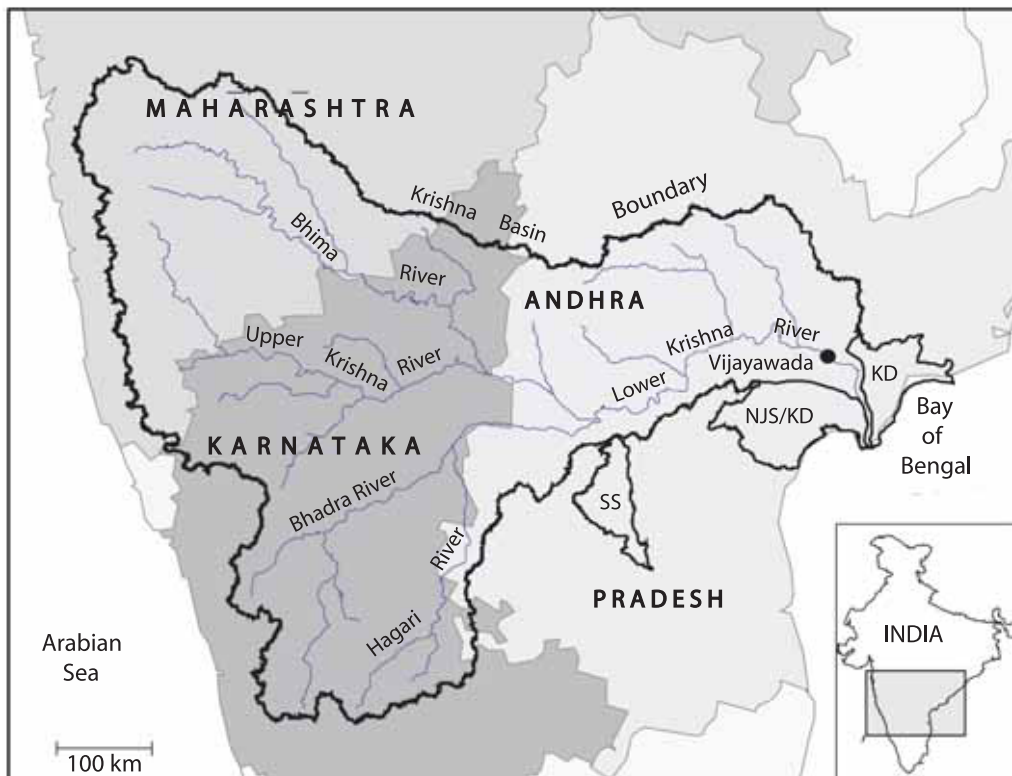 MAHARASHTRA
Krishna Basin Boundary
Bhima River
ANDHRA
Upper Krishna River
Lower Krishna River
Vijayawada
KD
NJS/KD
Bay
of
Bengal
KARNATAKA
Bhadra River
SS
Hagari River
PRADESH
INDIA
Arabian
Sea
100 km